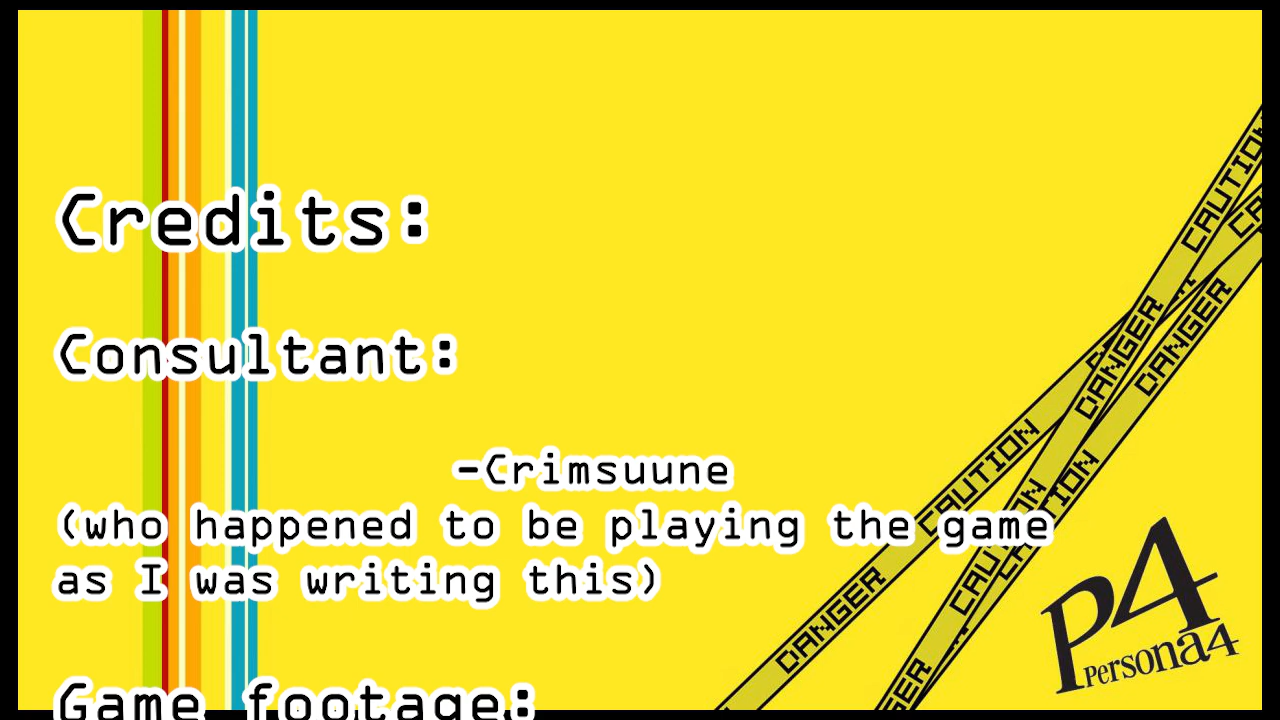 Credits:
Consultant:
-Crimsuune
(who happened to be playing the game
as I was writing this)
Game footage:
CAUTION
DANGER
DANGER
CAUTION
DANGER
CAUTION
P4
Persona4